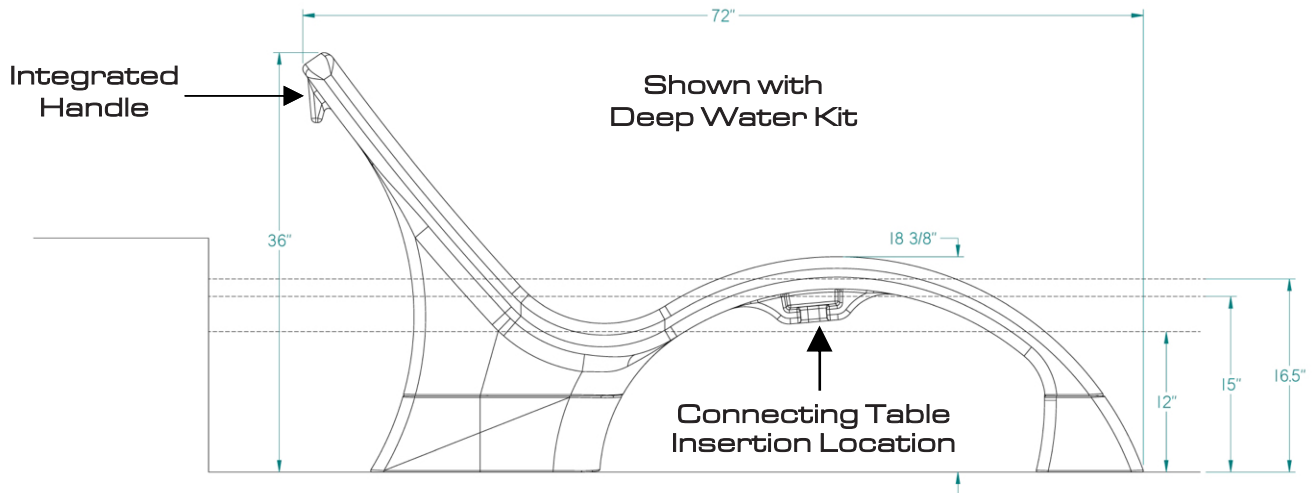 72"
Integrated
Handle
Shown with
Deep Water Kit
36"
18 3/8"
16.5"
15"
12"
Connecting Table
Insertion Location